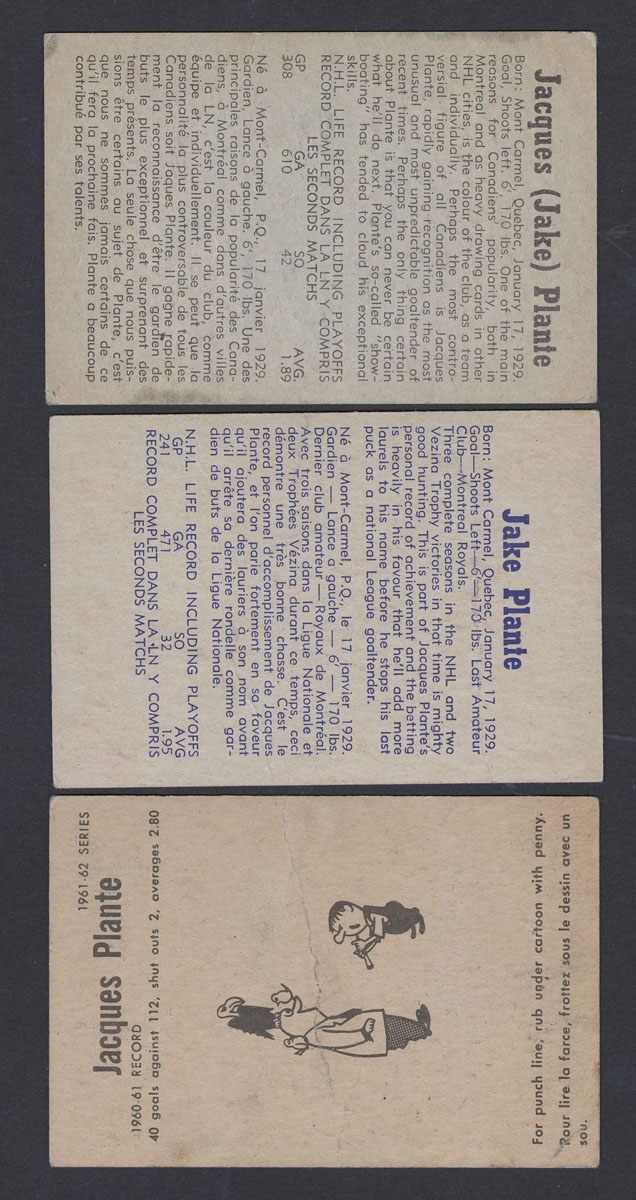 Jacques (Jake) Plante
Born: Mont Carmel, Quebec, January 17, 1929.
Goal, Shoots left. 6', 170 lbs. One of the main
reasons for Canadiens' popularity, both in
Montreal and as heavy drawing cards in other
NHL cities, is the colour of the club, as a team
and individually. Perhaps the most contro-
versial figure of all Canadiens is Jacques
Plante, rapidly gaining recognition as the most
unusual and most unpredictable goaltender of
recent times. Perhaps the only thing certain
about Plante is that you can never be certain
what he'll do next. Plante's so-called "show-
boating" has tended to cloud his exceptional
skills.
N.H.L. LIFE RECORD INCLUDING PLAYOFFS
RECORD COMPLET DANS LA LN Y COMPRIS
LES SECONDS MATCHS
GP GA SO AVG.
308 610 42 1.89
Né à Mont-Carmel, P.Q., 17 janvier 1929,
Gardien, Lance à gauche. 6', 170 lbs. Une des
principales raisons de la popularité des Cana-
diens, à Montréal comme dans d'autres villes
de la LN, c'est la couleur du club, comme
équipe et individuellement. Il se peut que la
personnalité la plus controversable de tous les
Canadiens soit Jacques Plante. Il gagne rapide-
ment la reconnaissance d'être le gardien de
buts le plus exceptionnel et surprenant des
temps présents. La seule chose que nous puis-
sions être certains au sujet de Plante, c'est
que nous ne sommes jamais certains de ce
qu'il fera la prochaine fais. Plante a beaucoup
contribué par ses talents.
Jake Plante
Born: Mont Carmel, Quebec, January 17, 1929.
Goal—Shoots Left—6'—170 lbs. Last Amateur
Club—Montreal Royals.
Three complete seasons in the NHL and two
Vezina Trophy victories in that time is mighty
good hunting. This is part of Jacques Plante's
personal record of achievement and the betting
is heavily in his favour that he'll add more
laurels to his name before he stops his last
puck as a national League goaltender.
Né à Mont-Carmel, P.Q., le 17 janvier 1929.
Gardien — Lance a gauche — 6' — 170 lbs.
Dernier club amateur — Royaux de Montréal.
Avec trois saisons dans la Ligue Nationale et
deux Trophées Vézina durant ce temps, ceci
démontre une très bonne chasse. C'est le
record personnel d'accomplissement de Jacques
Plante et l'on parie fortement en sa faveur
qu'il ajoutera des lauriers à son nom avant
qu'il arrête sa dernière rondelle comme gar-
dien de buts de la Ligue Nationale.
N.H.L. LIFE RECORD INCLUDING PLAYOFFS
GP GA SO AVG
241 471 32 1.95
RECORD COMPLET DANS LA LN Y COMPRIS
LES SECONDS MATCHS
1961-62 SERIES
Jacques Plante
1960-61 RECORD
40 goals against 112, shut outs 2, averages 2.80
For punch line, rub under cartoon with penny.
Pour lire la farce, frottez sous le dessin avec un
sou.